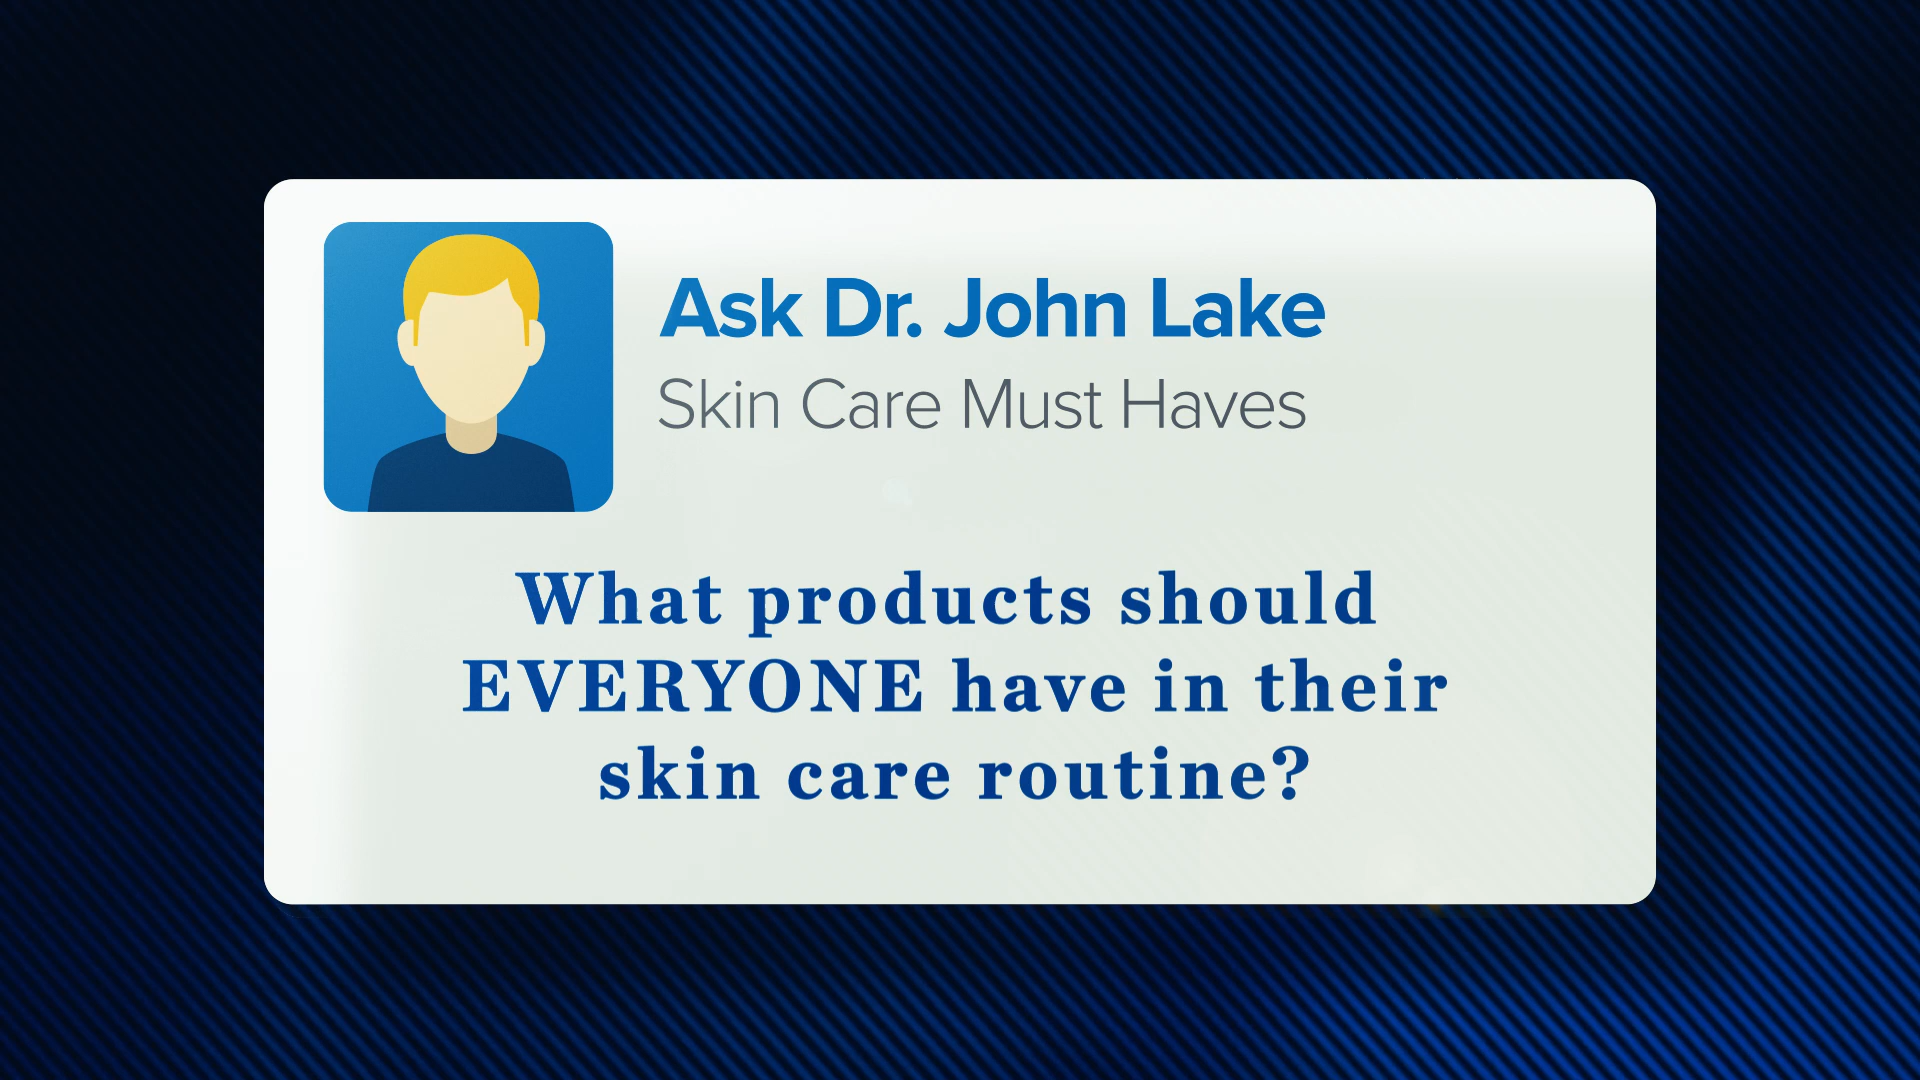 Ask Dr. John Lake
Skin Care Must Haves
What products should
EVERYONE have in their
skin care routine?